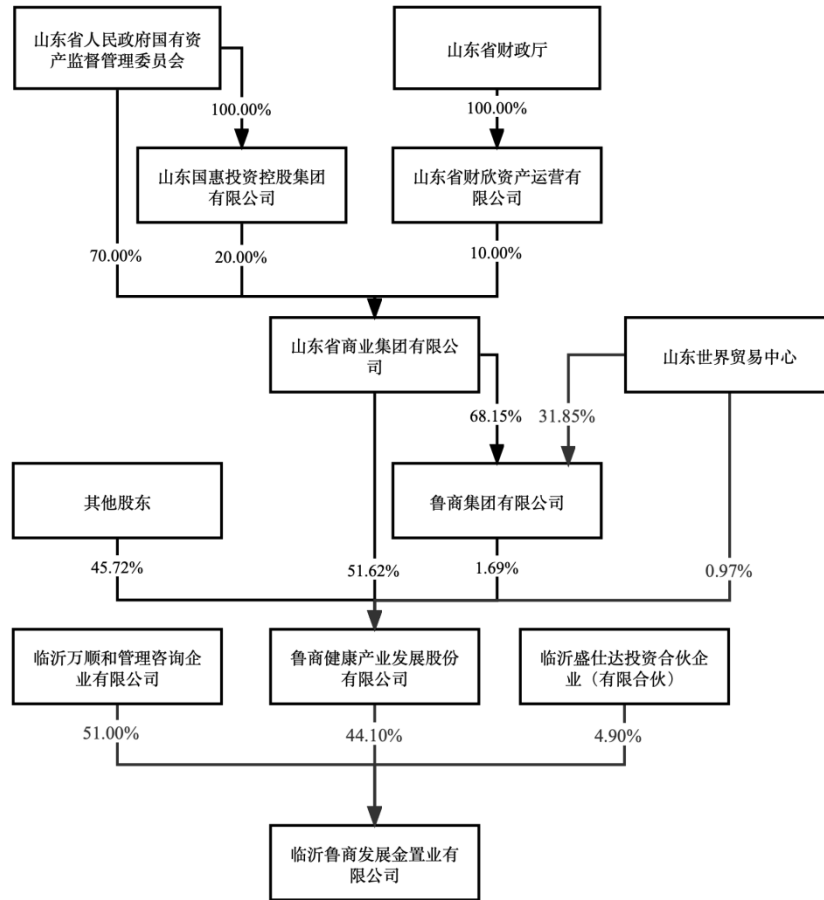 山东省人民政府国有资
产监督管理委员会
山东省财政厅
100.00%
100.00%
山东国惠投资控股集团
有限公司
山东省财欣资产运营有
限公司
70.00%
20.00%
10.00%
山东省商业集团有限公
司
山东世界贸易中心
68.15%
31.85%
其他股东
鲁商集团有限公司
45.72%
51.62%
1.69%
0.97%
临沂万顺和管理咨询企
业有限公司
鲁商健康产业发展股份
有限公司
临沂盛仕达投资合伙企
业（有限合伙）
51.00%
44.10%
4.90%
临沂鲁商发展金置业有
限公司